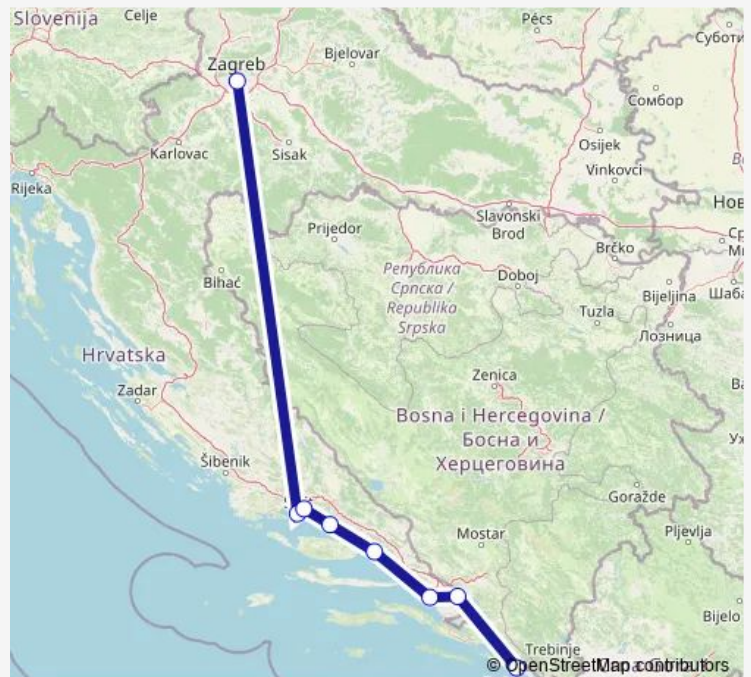 Slovenija
Celje
Pécs
Суботи
Zagreb
Bjelovar
Сомбор
Karlovac
Sisak
Osijek
Vinkovci
Rijeka
Нов
Slavonski
Brod
Prijedor
Brčko
Република
Српска /
Republika
Srpska
Doboj
Bihać
Bijeljina
Шаба
Tuzla
Лозница
Hrvatska
Zenica
Zadar
Bosna i Hercegovina /
Босна и
Херцеговина
Šibenik
Goražde
Mostar
Pljevlja
Bijelo
Trebinje
© OpenStreetMap contributors